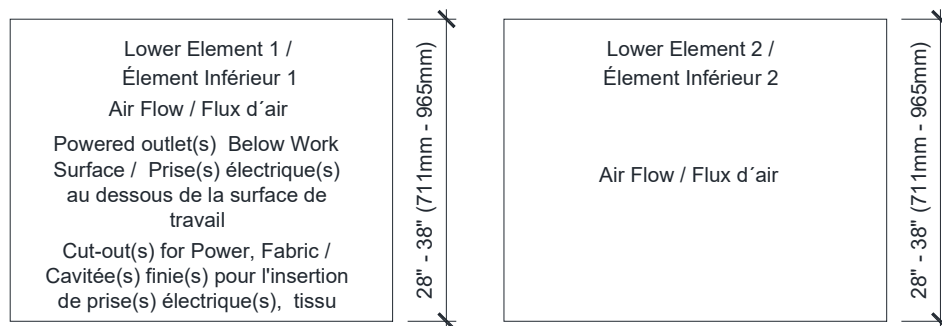 Lower Element 1 /
Élement Inférieur 1
Air Flow / Flux d´air
Powered outlet(s) Below Work
Surface / Prise(s) électrique(s)
au dessous de la surface de
travail
Cut-out(s) for Power, Fabric /
Cavitée(s) finie(s) pour l'insertion
de prise(s) électrique(s), tissu
28" - 38" (711mm - 965mm)
Lower Element 2 /
Élement Inférieur 2
Air Flow / Flux d´air
28" - 38" (711mm - 965mm)